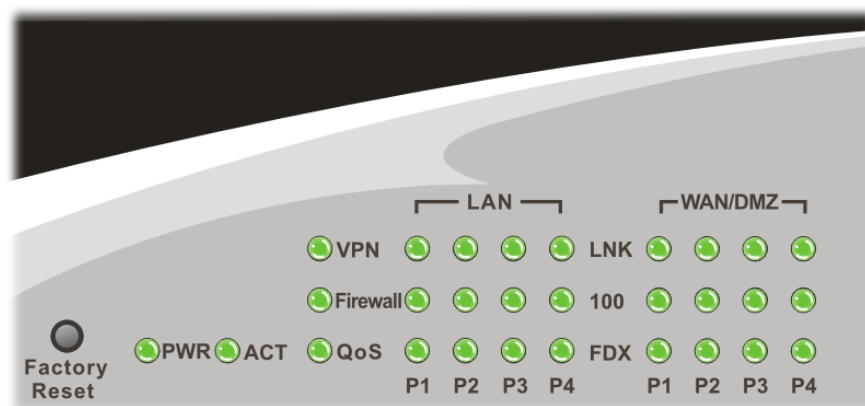 LAN WAN/DMZ
VPN LNK
Firewall 100
PWR ACT QoS FDX
Factory
Reset
P1 P2 P3 P4 P1 P2 P3 P4